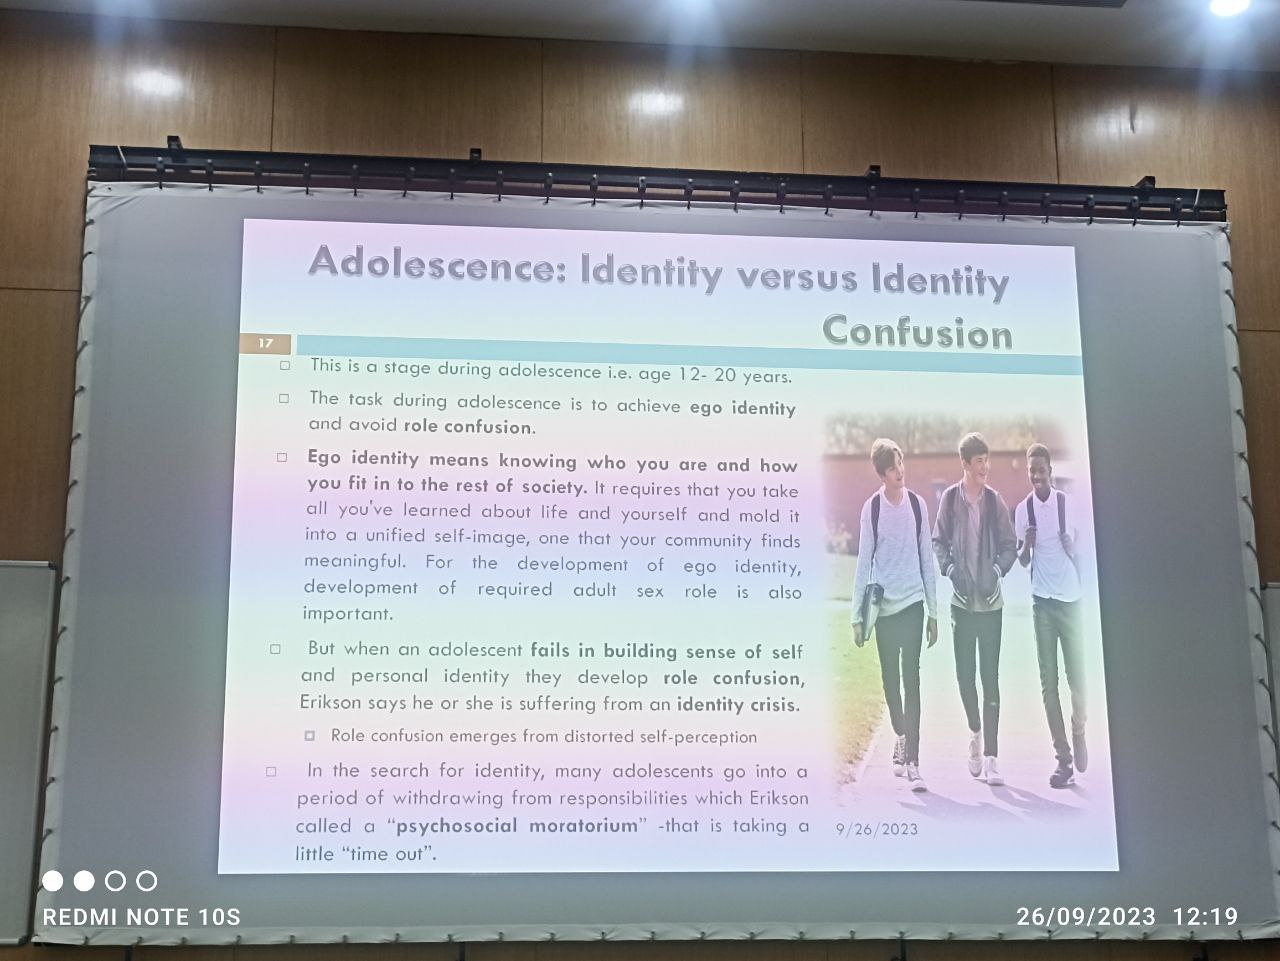 Adolescence: Identity versus Identity
Confusion
17
This is a stage during adolescence i.e. age 12- 20 years.
The task during adolescence is to achieve ego identity
and avoid role confusion.
Ego identity means knowing who you are and how
you fit in to the rest of society. It requires that you take
all you've learned about life and yourself and mold it
into a unified self-image, one that your community finds
meaningful. For the development of ego identity,
development of required adult sex role is also
important.
But when an adolescent fails in building sense of self
and personal identity they develop role confusion,
Erikson says he or she is suffering from an identity crisis.
Role confusion emerges from distorted self-perception
In the search for identity, many adolescents go into a
period of withdrawing from responsibilities which Erikson
called a “psychosocial moratorium” -that is taking a
little “time out”.
9/26/2023
REDMI NOTE 10S
26/09/2023 12:19